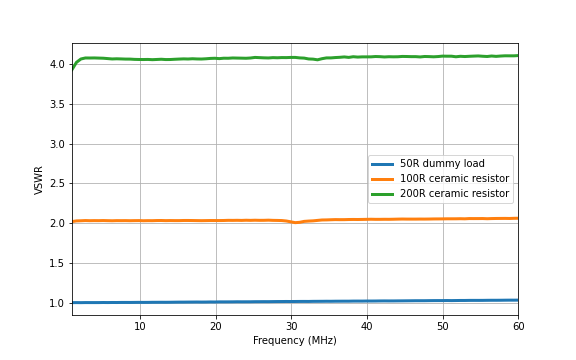 4.0
3.5
3.0
2.5
2.0
1.5
1.0
VSWR
50R dummy load
100R ceramic resistor
200R ceramic resistor
10 20 30 40 50 60
Frequency (MHz)